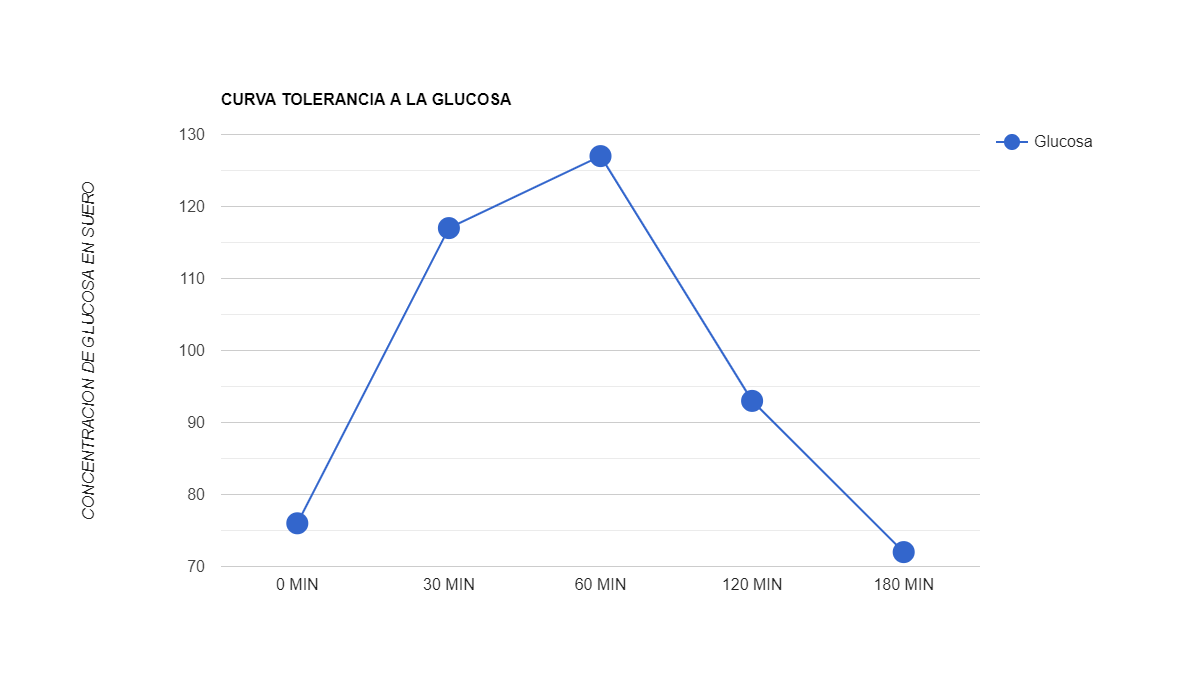 CURVA TOLERANCIA A LA GLUCOSA
130
120
110
100
90
80
70
CONCENTRACION DE GLUCOSA EN SUERO
0 MIN
30 MIN
60 MIN
120 MIN
180 MIN
Glucosa